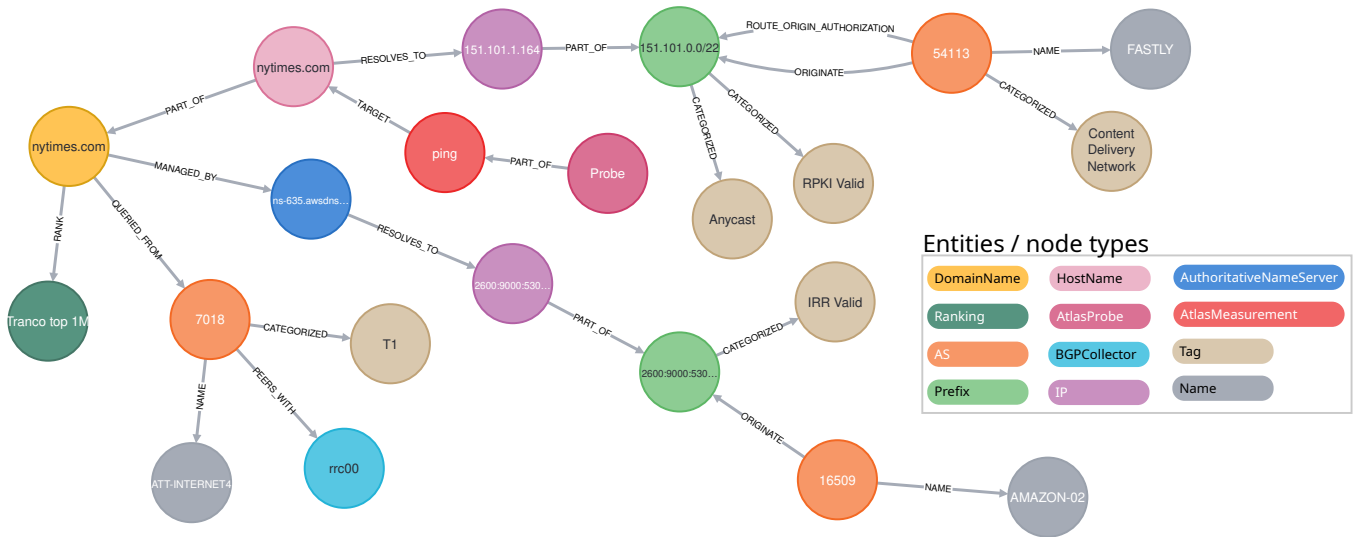 nytimes.com
RESOLVES_TO
151.101.1.164
PART_OF
151.101.0.0/22
ROUTE_ORIGIN_AUTHORIZATION
ORIGINATE
54113
NAME
FASTLY
CATEGORIZED
Content
Delivery
Network
CATEGORIZED
RPKI Valid
CATEGORIZED
Anycast
PART_OF
TARGET
ping
PART_OF
Probe
nytimes.com
MANAGED_BY
ns-635.awsdns...
RESOLVES_TO
2600:9000:530...
PART_OF
2600:9000:530...
CATEGORIZED
IRR Valid
RANK
Tranco top 1M
QUERIED_FROM
7018
CATEGORIZED
T1
NAME
ATT-INTERNET4
PEERS_WITH
rrc00
ORIGINATE
16509
NAME
AMAZON-02
Entities / node types
DomainName
HostName
AuthoritativeNameServer
Ranking
AtlasProbe
AtlasMeasurement
AS
BGPCollector
Tag
Prefix
IP
Name